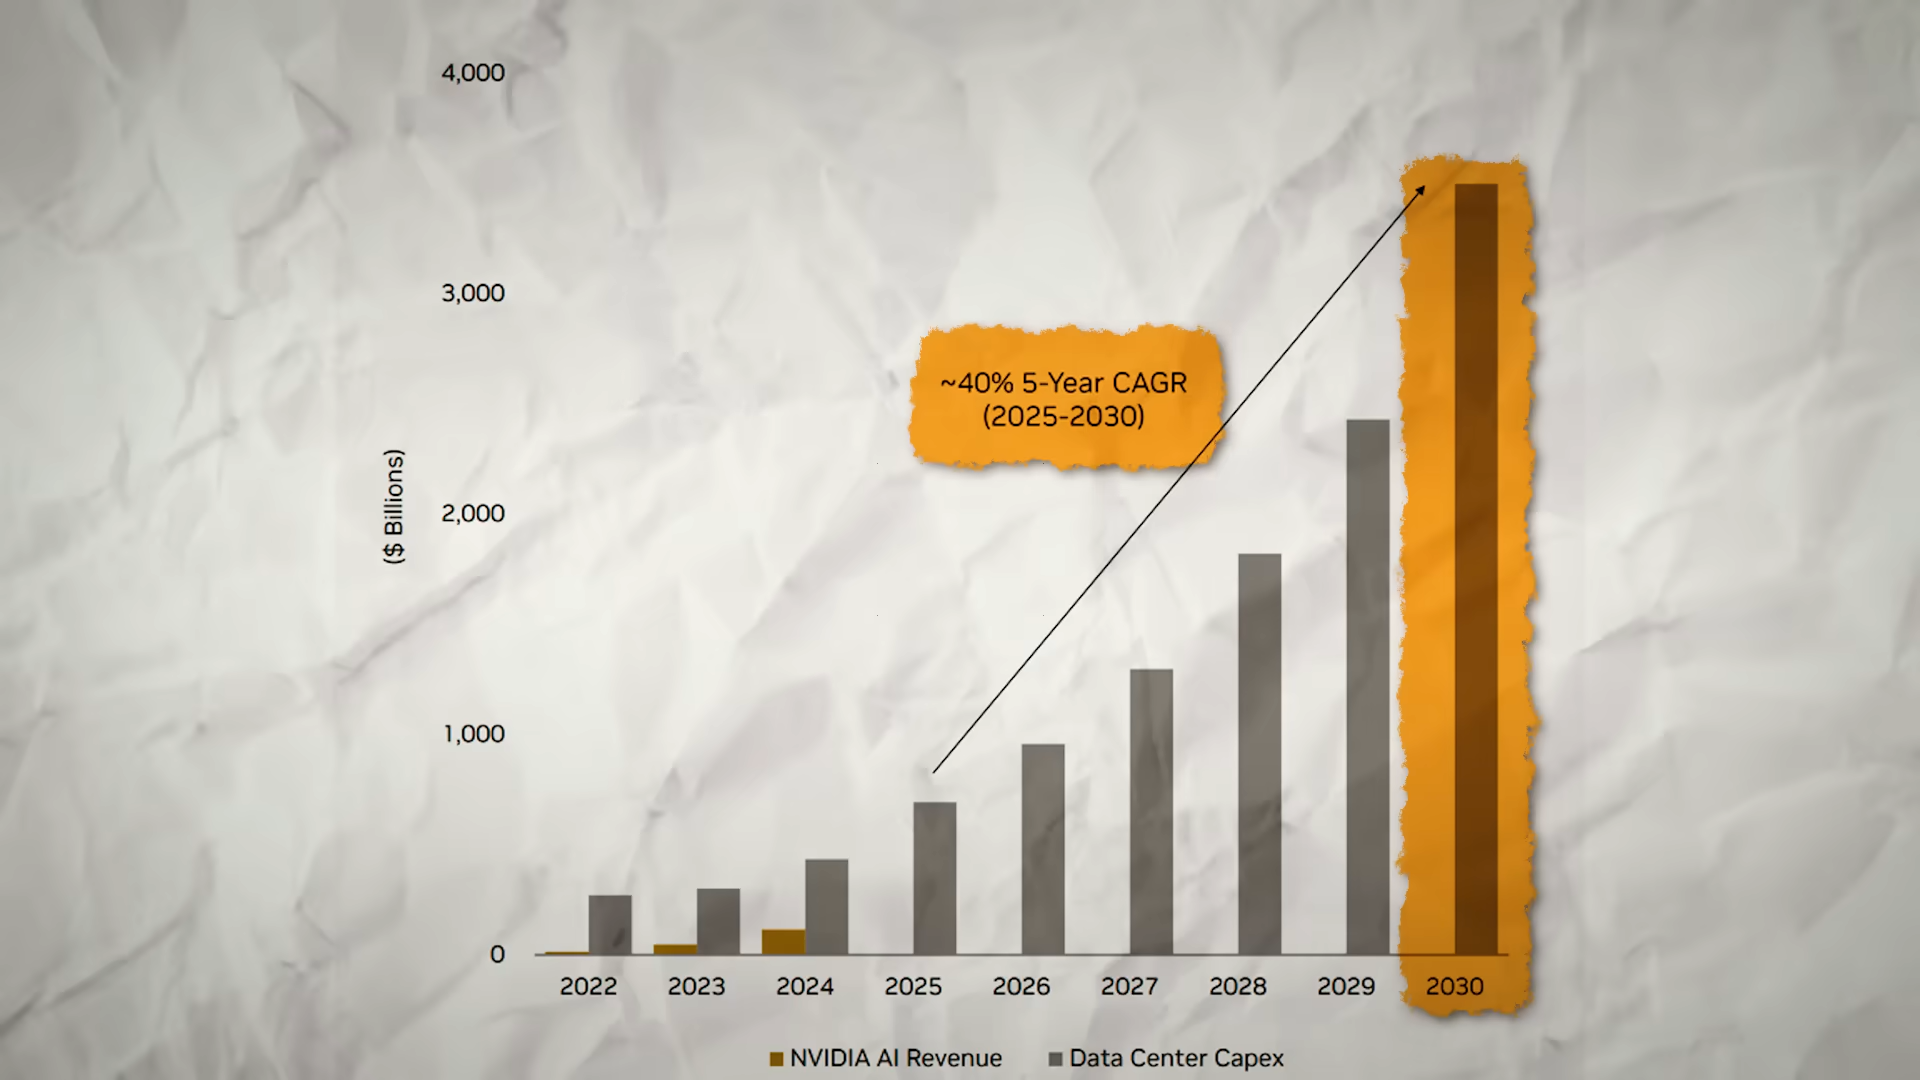 4,000
3,000
2,000
1,000
0
($ Billions)
~40% 5-Year CAGR
(2025-2030)
2022 2023 2024 2025 2026 2027 2028 2029 2030
NVIDIA AI Revenue Data Center Capex